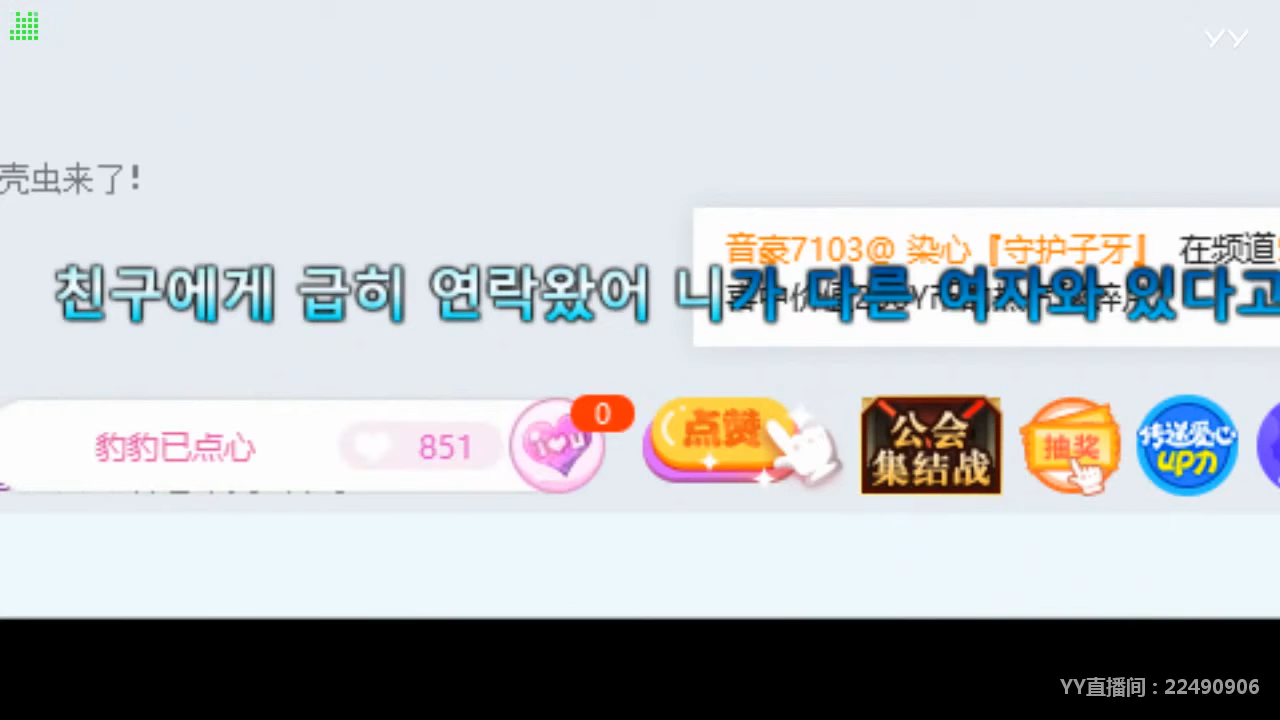 YY
壳虫来了!
音豪7103@ 染心『守护子牙』 在频道
친구에게 급히 연락왔어 니가 다른 여자와 있다고
豹豹已点心
851
i U
0
点赞
公会
集结战
抽奖
传送爱心
UP力
YY直播间：22490906